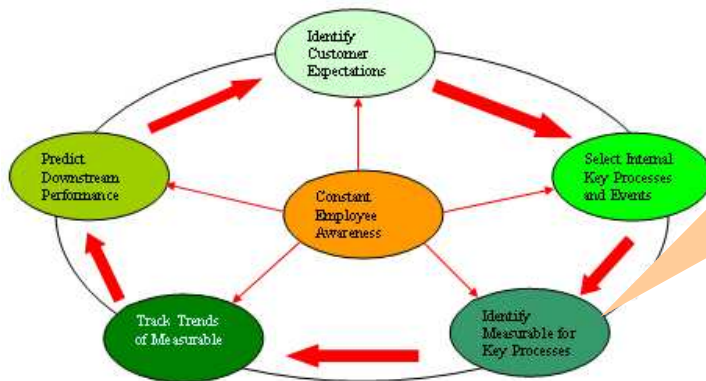 Identify
Customer
Expectations
Predict
Downstream
Performance
Select Internal
Key Processes
and Events
Constant
Employee
Awareness
Track Trends
of Measurable
Identify
Measurable for
Key Processes